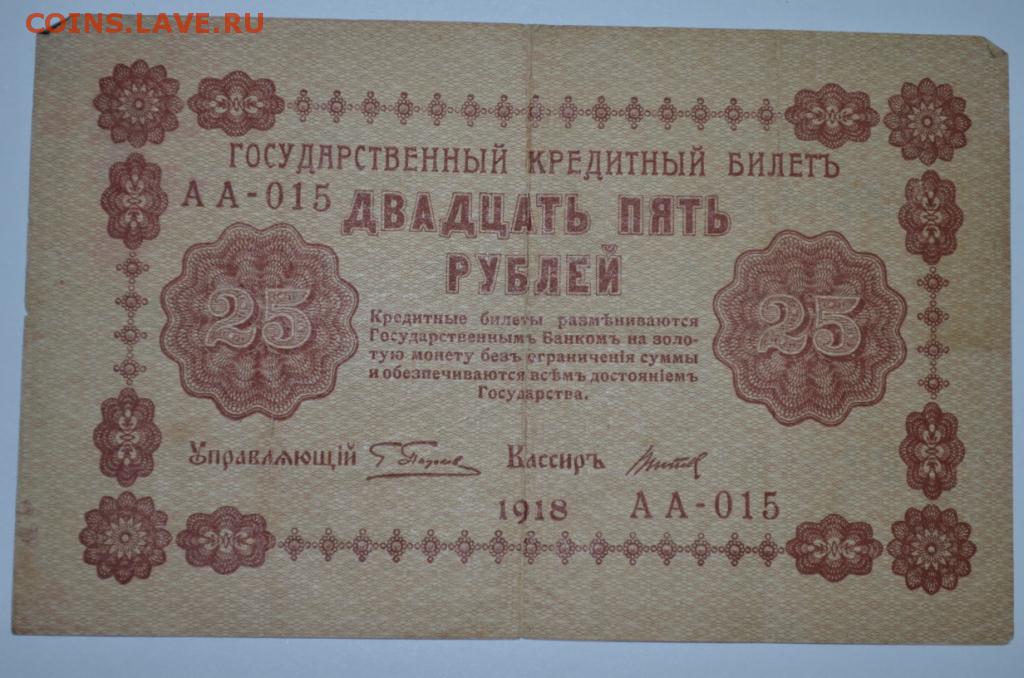 COINS.LAVE.RU
ГОСУДАРСТВЕННЫЙ КРЕДИТНЫЙ БИЛЕТЪ
АА-015
ДВАДЦАТЬ ПЯТЬ
РУБЛЕЙ
25
25
Кредитные билеты размѣниваются
Государственнымъ Банкомъ на золо-
тую монету безъ ограниченія суммы
и обезпечиваются всѣмъ достояніемъ
Государства.
Управляющій
Кассиръ
1918
АА-015